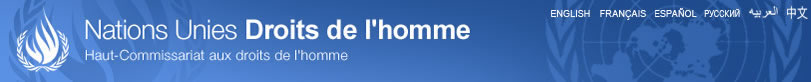 ENGLISH FRANÇAIS ESPAÑOL РУССКИЙ العربية 中文
Nations Unies Droits de l'homme
Haut-Commissariat aux droits de l'homme